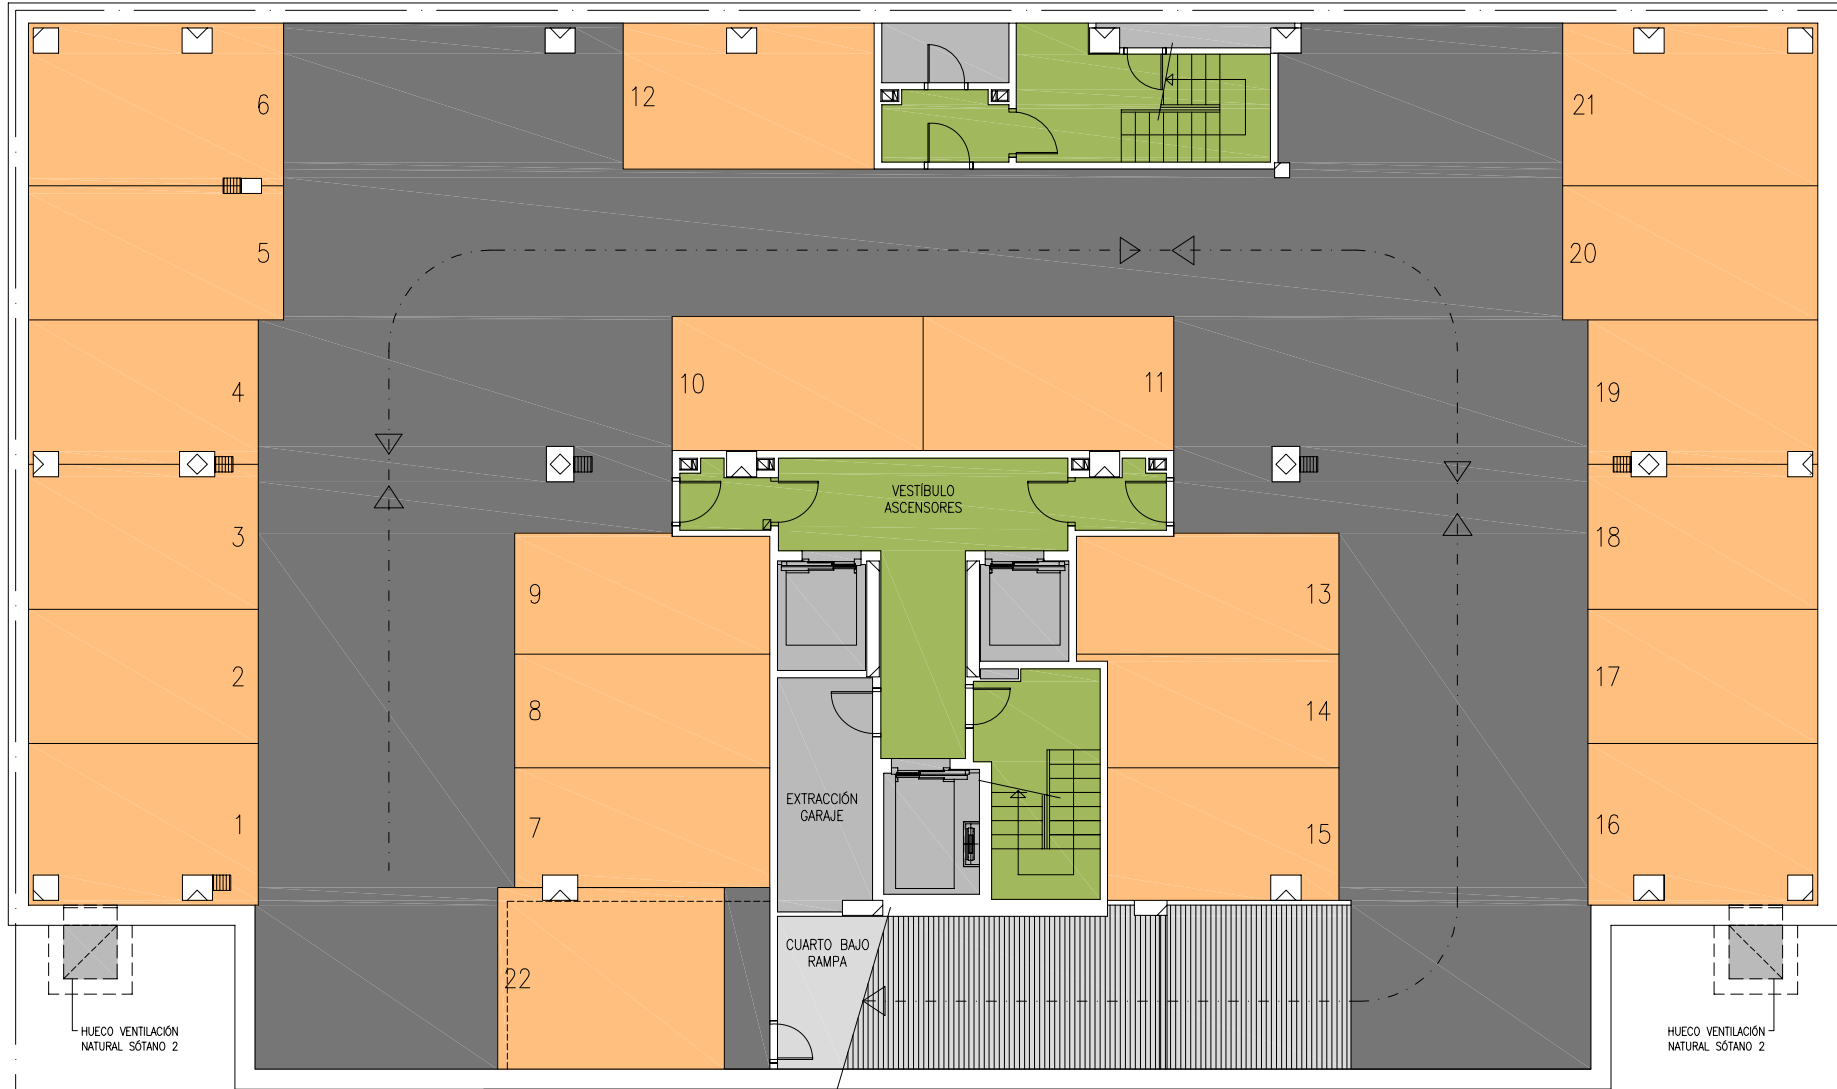 6
12
21
5
20
4
10
11
19
VESTÍBULO
ASCENSORES
3
18
9
13
2
17
8
14
EXTRACCIÓN
GARAJE
1
7
15
16
CUARTO BAJO
RAMPA
22
HUECO VENTILACIÓN
NATURAL SÓTANO 2
HUECO VENTILACIÓN
NATURAL SÓTANO 2